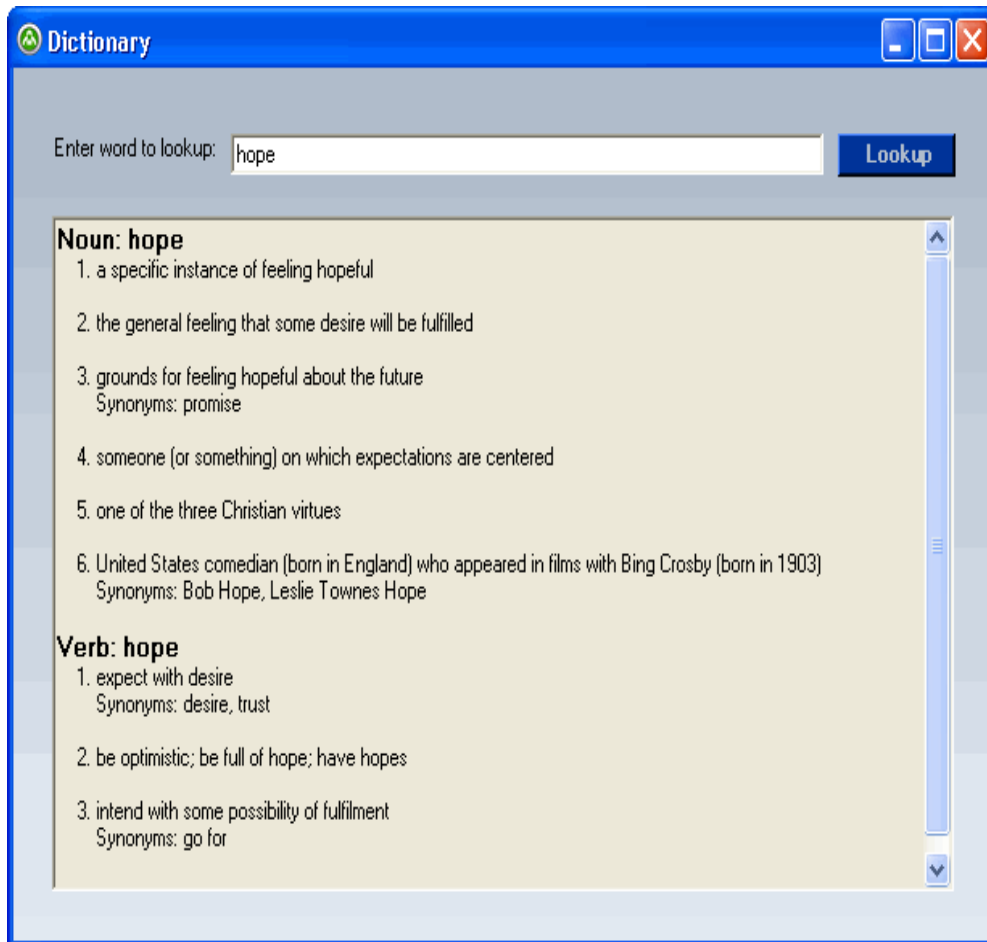 Dictionary
Enter word to lookup: hope Lookup
Noun: hope
1. a specific instance of feeling hopeful
2. the general feeling that some desire will be fulfilled
3. grounds for feeling hopeful about the future
Synonyms: promise
4. someone (or something) on which expectations are centered
5. one of the three Christian virtues
6. United States comedian (born in England) who appeared in films with Bing Crosby (born in 1903)
Synonyms: Bob Hope, Leslie Townes Hope
Verb: hope
1. expect with desire
Synonyms: desire, trust
2. be optimistic; be full of hope; have hopes
3. intend with some possibility of fulfilment
Synonyms: go for